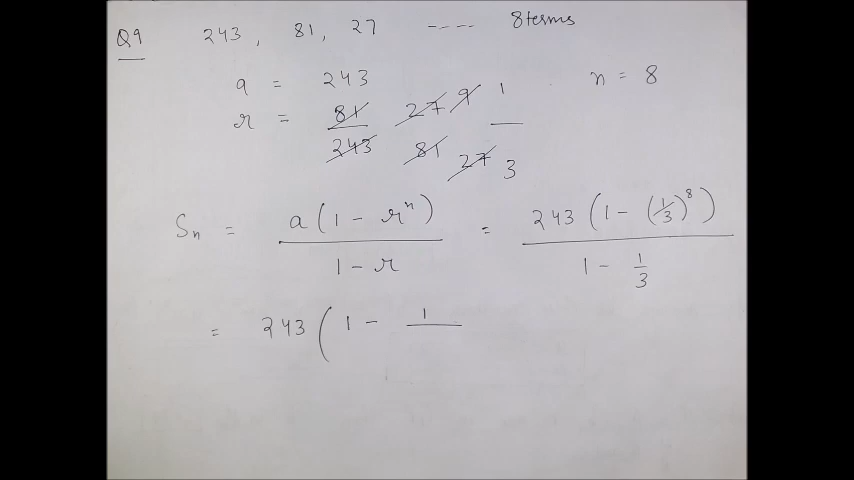 Q9 243, 81, 27 ---- 8 terms
a = 243 n = 8
r = 81/243 27/81 9/27 1/3
Sn = a(1 - r^n)/(1 - r) = 243(1 - (1/3)^8)/(1 - 1/3)
= 243(1 - 1/